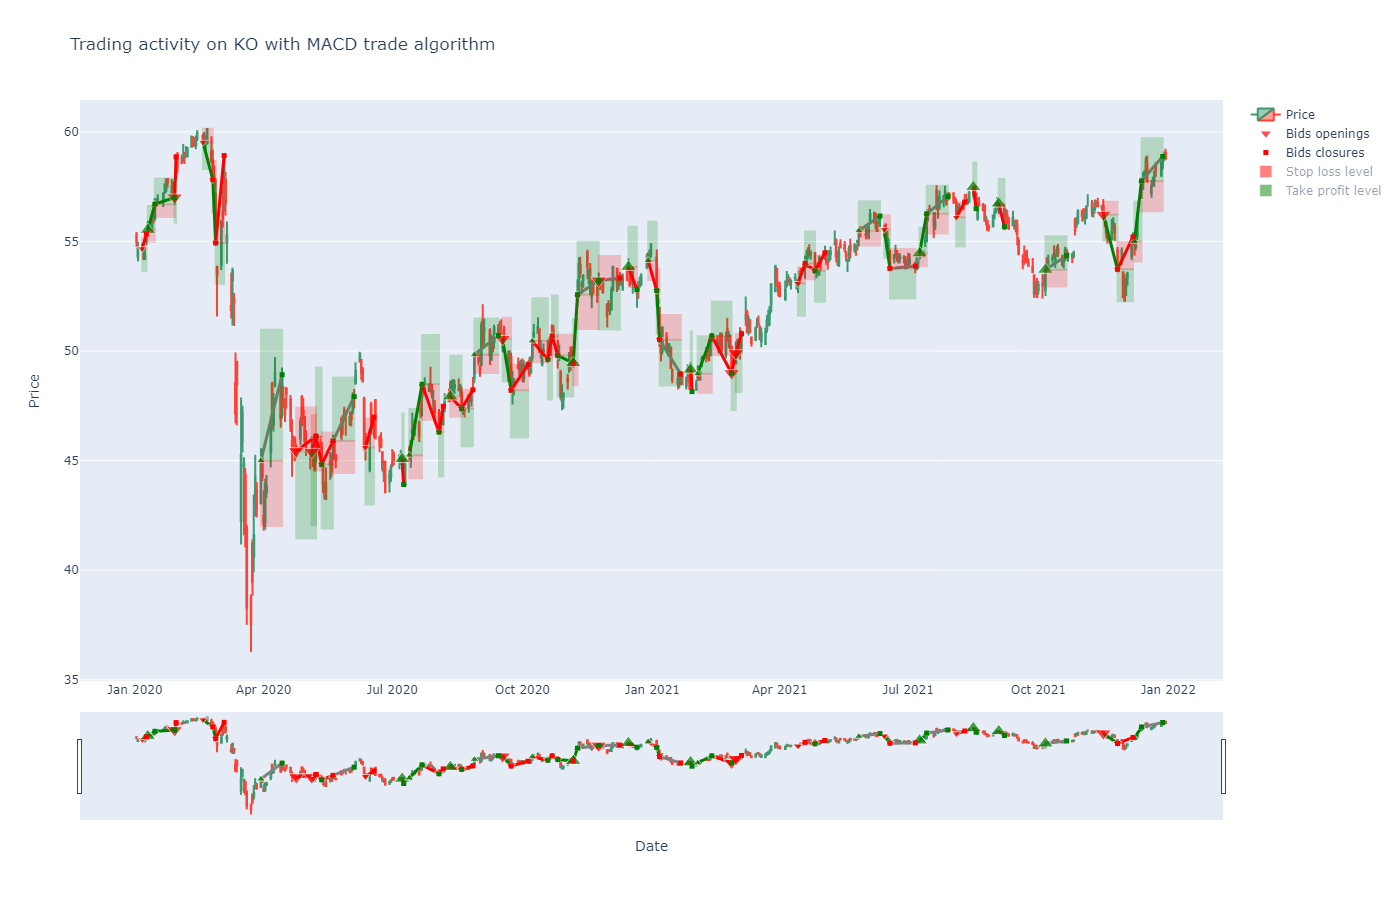 Trading activity on KO with MACD trade algorithm
Price
Bids openings
Bids closures
Stop loss level
Take profit level
Price
60
55
50
45
40
35
Jan 2020
Apr 2020
Jul 2020
Oct 2020
Jan 2021
Apr 2021
Jul 2021
Oct 2021
Jan 2022
Date